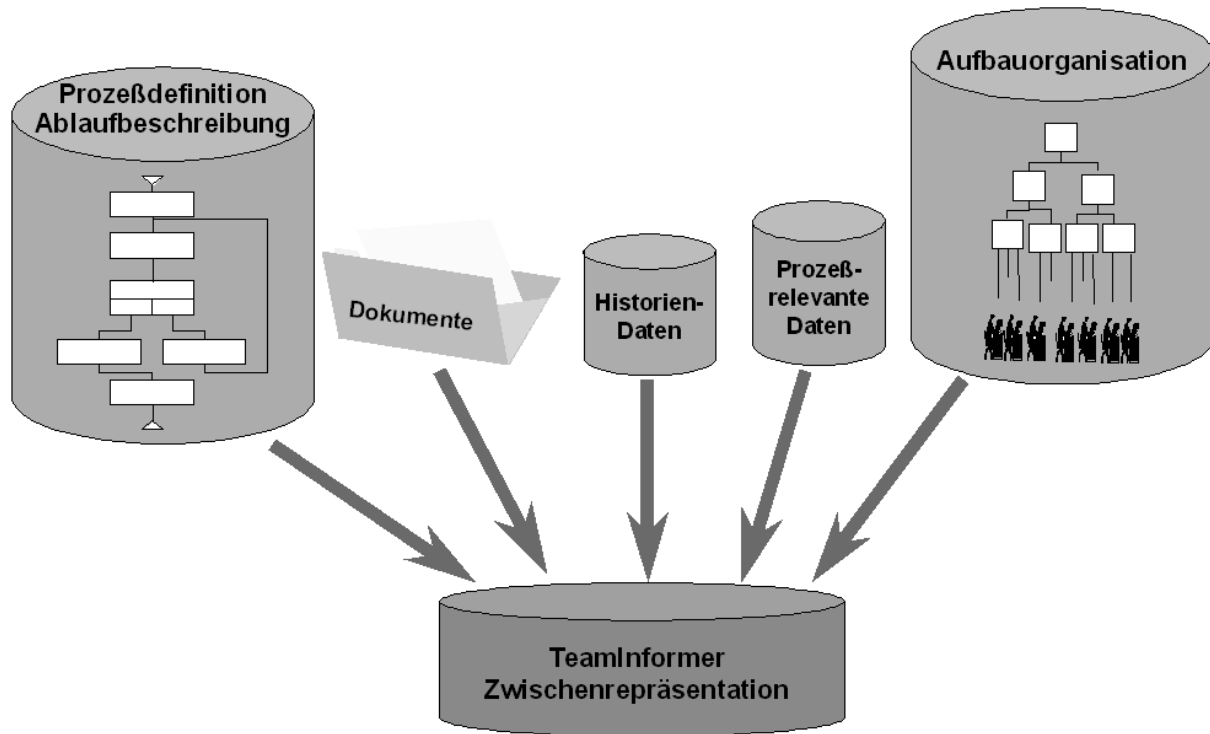 Prozeßdefinition
Ablaufbeschreibung
Dokumente
Historien-
Daten
Prozeß-
relevante
Daten
Aufbauorganisation
TeamInformer
Zwischenrepräsentation